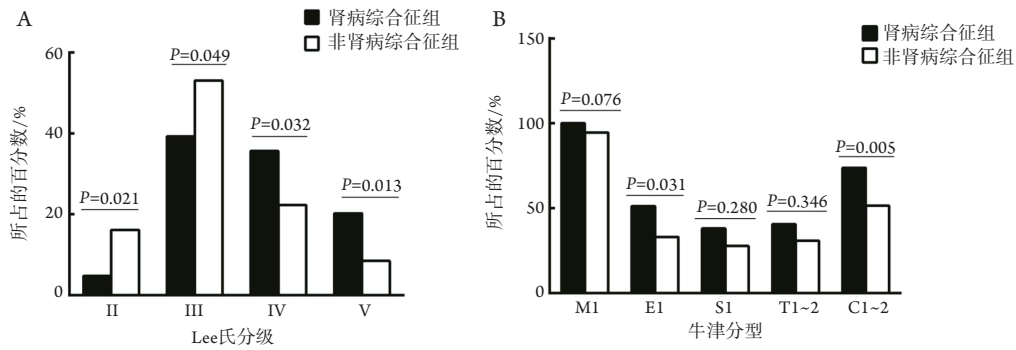 A
肾病综合征组
非肾病综合征组
60
40
20
0
所占的百分数/%
P=0.021
P=0.049
P=0.032
P=0.013
II
III
IV
V
Lee氏分级
B
肾病综合征组
非肾病综合征组
150
100
50
0
所占的百分数/%
P=0.076
P=0.031
P=0.280
P=0.346
P=0.005
M1
E1
S1
T1~2
C1~2
牛津分型